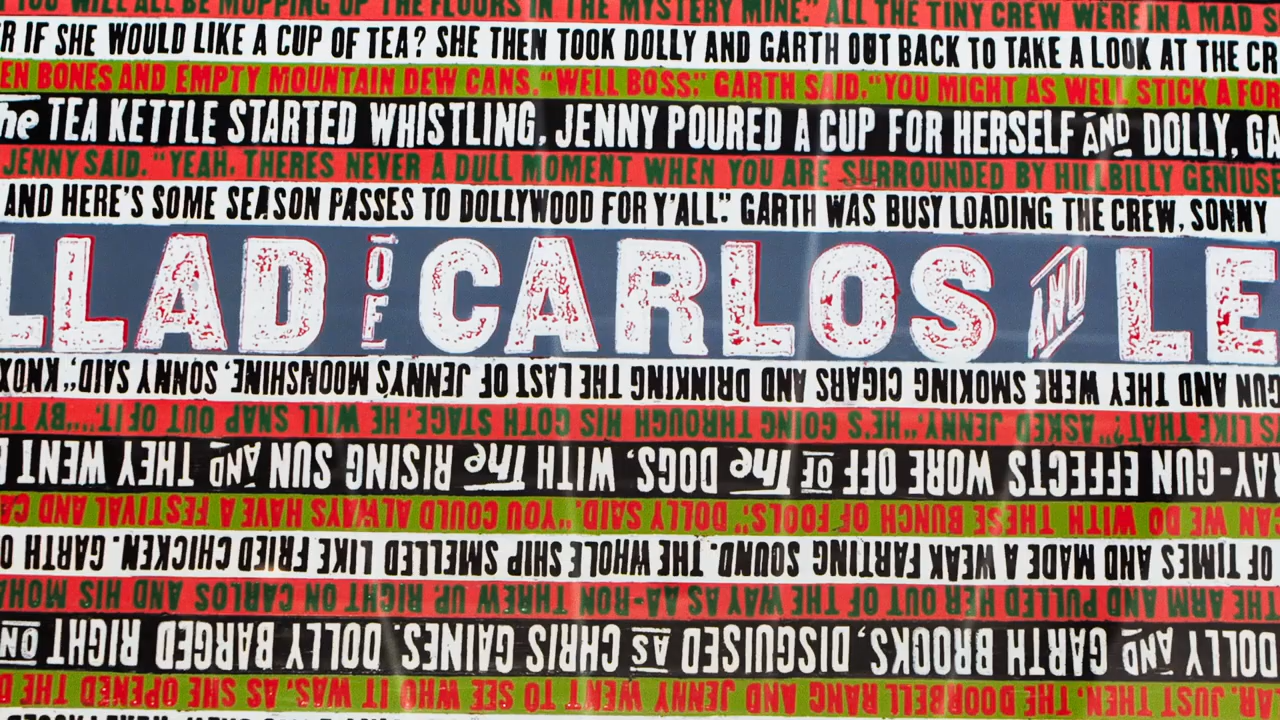 YOU WILL ALL BE MOPPING UP THE FLOORS IN THE MYSTERY MINE." ALL THE TINY CREW WERE IN A MAD S
R IF SHE WOULD LIKE A CUP OF TEA? SHE THEN TOOK DOLLY AND GARTH OUT BACK TO TAKE A LOOK AT THE CR
EN BONES AND EMPTY MOUNTAIN DEW CANS. "WELL BOSS," GARTH SAID, "YOU MIGHT AS WELL STICK A FOR
The TEA KETTLE STARTED WHISTLING, JENNY POURED A CUP FOR HERSELF AND DOLLY, GA
JENNY SAID. "YEAH, THERES NEVER A DULL MOMENT WHEN YOU ARE SURROUNDED BY HILLBILLY GENIUSE
AND HERE'S SOME SEASON PASSES TO DOLLYWOOD FOR Y'ALL". GARTH WAS BUSY LOADING THE CREW, SONNY
LLAD OF CARLOS AND LE
GUN AND THEY WERE SMOKING CIGARS AND DRINKING THE LAST OF JENNY'S MOONSHINE, SONNY SAID, "KNOX
S LIKE THAT?" ASKED JENNY. "HE'S GOING THROUGH HIS GOTH STAGE, HE WILL SNAP OUT OF IT.""BY TH
RAY-GUN EFFECTS WORE OFF OF The DOGS, WITH The RISING SUN AND THEY WENT
AN WE DO WITH THESE BUNCH OF FOOLS". DOLLY SAID, "YOU COULD ALWAYS HAVE A FESTIVAL AND CA
OF TIMES AND MADE A WEAK FARTING SOUND. THE WHOLE SHIP SMELLED LIKE FRIED CHICKEN. GARTH O
THE ARM AND PULLED HER OUT OF THE WAY AS AA-RON THREW UP RIGHT ON CARLOS AND HIS MOHA
DOLLY AND GARTH BROOKS, DISGUISED AS CHRIS GAINES. DOLLY BARGED RIGHT ON
AR. JUST THEN, THE DOORBELL RANG AND JENNY WENT TO SEE WHO IT WAS, AS SHE OPENED THE D